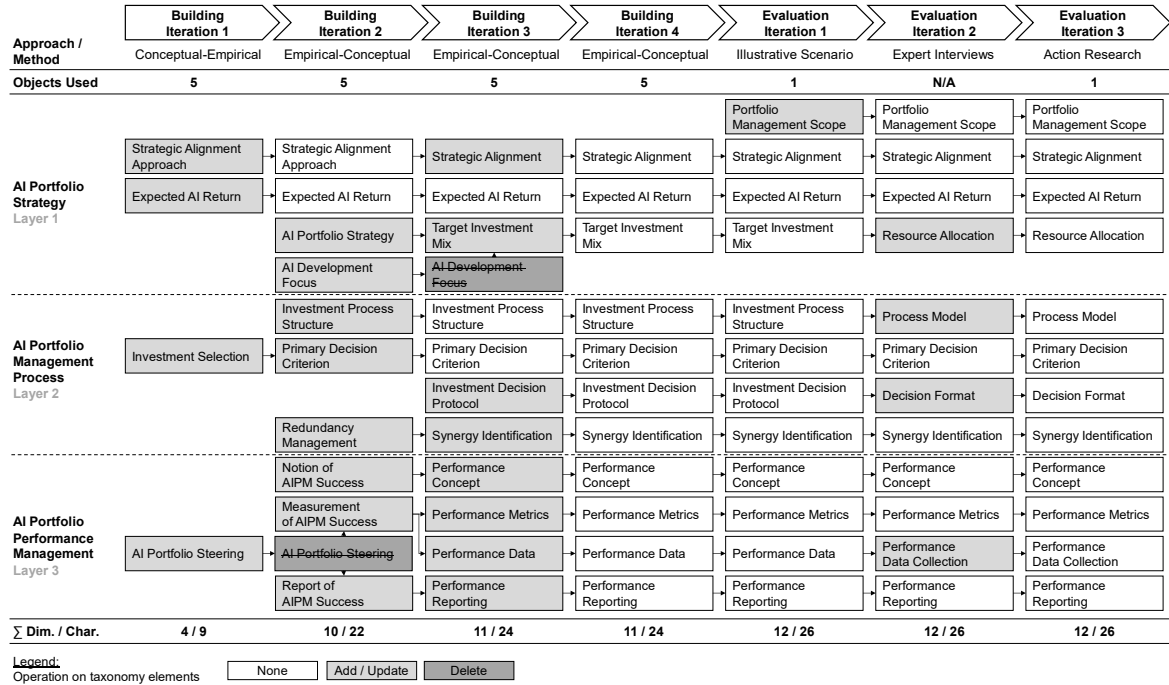 Building Iteration 1
Building Iteration 2
Building Iteration 3
Building Iteration 4
Evaluation Iteration 1
Evaluation Iteration 2
Evaluation Iteration 3
Approach / Method
Conceptual-Empirical
Empirical-Conceptual
Empirical-Conceptual
Empirical-Conceptual
Illustrative Scenario
Expert Interviews
Action Research
Objects Used
5
5
5
5
1
N/A
1
AI Portfolio Strategy
Layer 1
Portfolio Management Scope
Portfolio Management Scope
Portfolio Management Scope
Strategic Alignment Approach
Strategic Alignment Approach
Strategic Alignment
Strategic Alignment
Strategic Alignment
Strategic Alignment
Strategic Alignment
Expected AI Return
Expected AI Return
Expected AI Return
Expected AI Return
Expected AI Return
Expected AI Return
Expected AI Return
AI Portfolio Strategy
Target Investment Mix
Target Investment Mix
Target Investment Mix
Resource Allocation
Resource Allocation
AI Development Focus
AI Development Focus
AI Portfolio Management Process
Layer 2
Investment Process Structure
Investment Process Structure
Investment Process Structure
Investment Process Structure
Process Model
Process Model
Investment Selection
Primary Decision Criterion
Primary Decision Criterion
Primary Decision Criterion
Primary Decision Criterion
Primary Decision Criterion
Primary Decision Criterion
Investment Decision Protocol
Investment Decision Protocol
Investment Decision Protocol
Decision Format
Decision Format
Redundancy Management
Synergy Identification
Synergy Identification
Synergy Identification
Synergy Identification
Synergy Identification
AI Portfolio Performance Management
Layer 3
Notion of AIPM Success
Performance Concept
Performance Concept
Performance Concept
Performance Concept
Performance Concept
Measurement of AIPM Success
Performance Metrics
Performance Metrics
Performance Metrics
Performance Metrics
Performance Metrics
AI Portfolio Steering
AI Portfolio Steering
Performance Data
Performance Data
Performance Data
Performance Data Collection
Performance Data Collection
Report of AIPM Success
Performance Reporting
Performance Reporting
Performance Reporting
Performance Reporting
Performance Reporting
∑ Dim. / Char.
4 / 9
10 / 22
11 / 24
11 / 24
12 / 26
12 / 26
12 / 26
Legend:
Operation on taxonomy elements
None
Add / Update
Delete